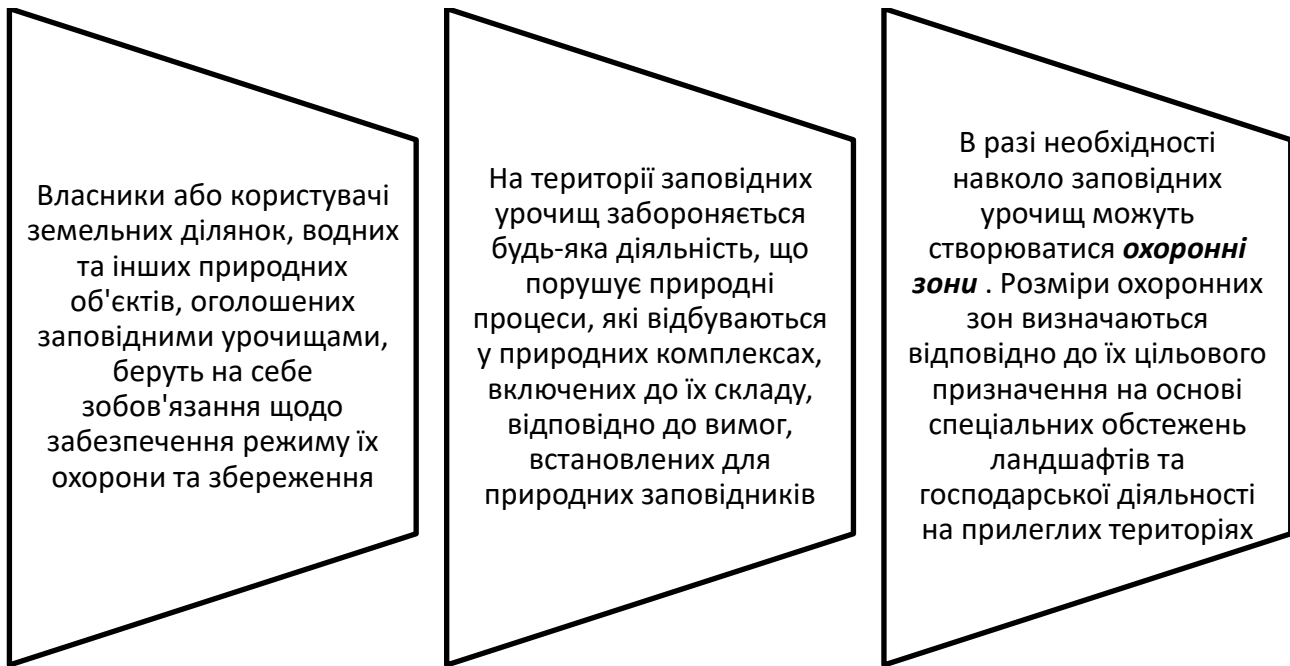 Власники або користувачі
земельних ділянок, водних
та інших природних
об'єктів, оголошених
заповідними урочищами,
беруть на себе
зобов'язання щодо
забезпечення режиму їх
охорони та збереження
На території заповідних
урочищ забороняється
будь-яка діяльність, що
порушує природні
процеси, які відбуваються
у природних комплексах,
включених до їх складу,
відповідно до вимог,
встановлених для
природних заповідників
В разі необхідності
навколо заповідних
урочищ можуть
створюватися охоронні
зони . Розміри охоронних
зон визначаються
відповідно до їх цільового
призначення на основі
спеціальних обстежень
ландшафтів та
господарської діяльності
на прилеглих територіях